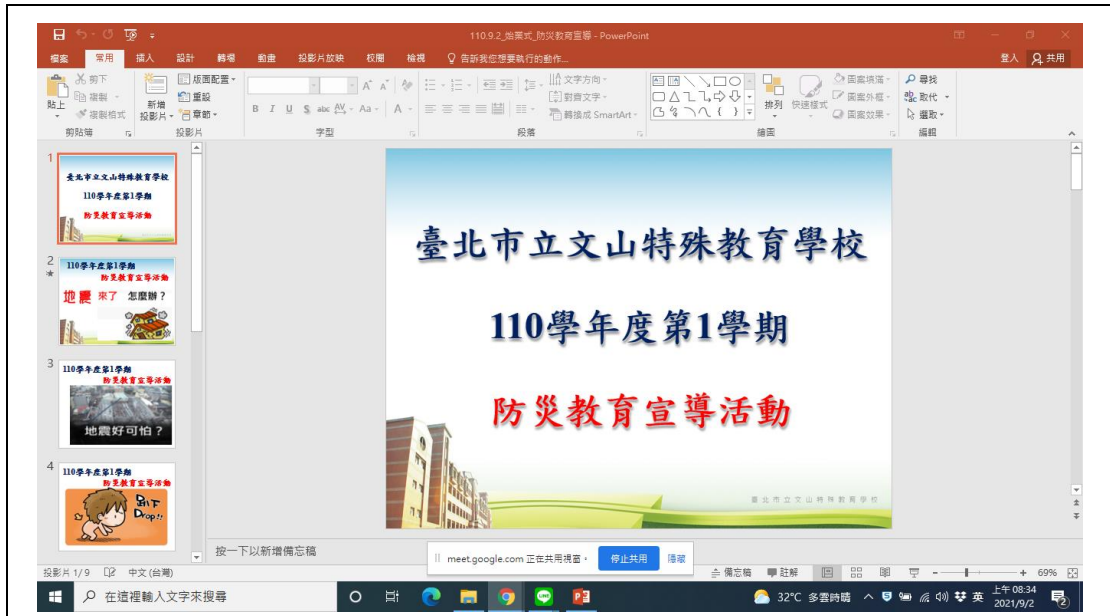 110.9.2_始業式_防災教育宣導 - PowerPoint
檔案 常用 插入 設計 轉場 動畫 投影片放映 校閱 檢視 告訴我您想要執行的動作... 登入 共用
剪下
複製
複製格式
貼上
新增
投影片
版面配置
重設
章節
B I U S abc AV Aa A
文字方向
對齊文字
轉換成 SmartArt
排列
快速樣式
圖案填滿
圖案外框
圖案效果
尋找
取代
選取
剪貼簿 投影片 字型 段落 繪圖 編輯
1
臺北市立文山特殊教育學校
110學年度第1學期
防災教育宣導活動
2
110學年度第1學期
防災教育宣導活動
地震 來了 怎麼辦?
3
110學年度第1學期
防災教育宣導活動
地震好可怕?
4
110學年度第1學期
防災教育宣導活動
趴下
Drop!!
臺北市立文山特殊教育學校
110學年度第1學期
防災教育宣導活動
臺北市立文山特殊教育學校
按一下以新增備忘稿
meet.google.com 正在共用視窗。 停止共用 隱藏
投影片 1/9 中文(台灣) 備忘稿 註解 69%
在這裡輸入文字來搜尋
32°C 多雲時晴 英 上午 08:34
2021/9/2
2